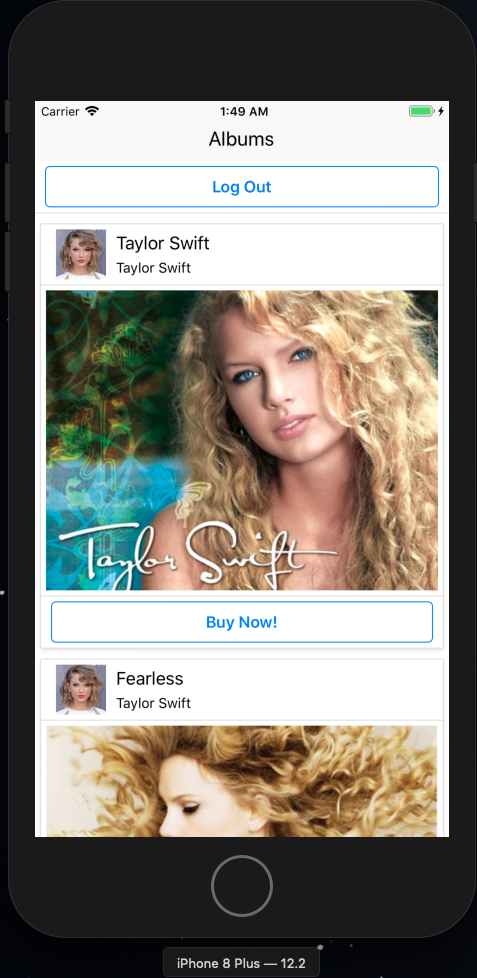 Carrier 1:49 AM
Albums
Log Out
Taylor Swift
Taylor Swift
Taylor Swift
Buy Now!
Fearless
Taylor Swift
iPhone 8 Plus — 12.2